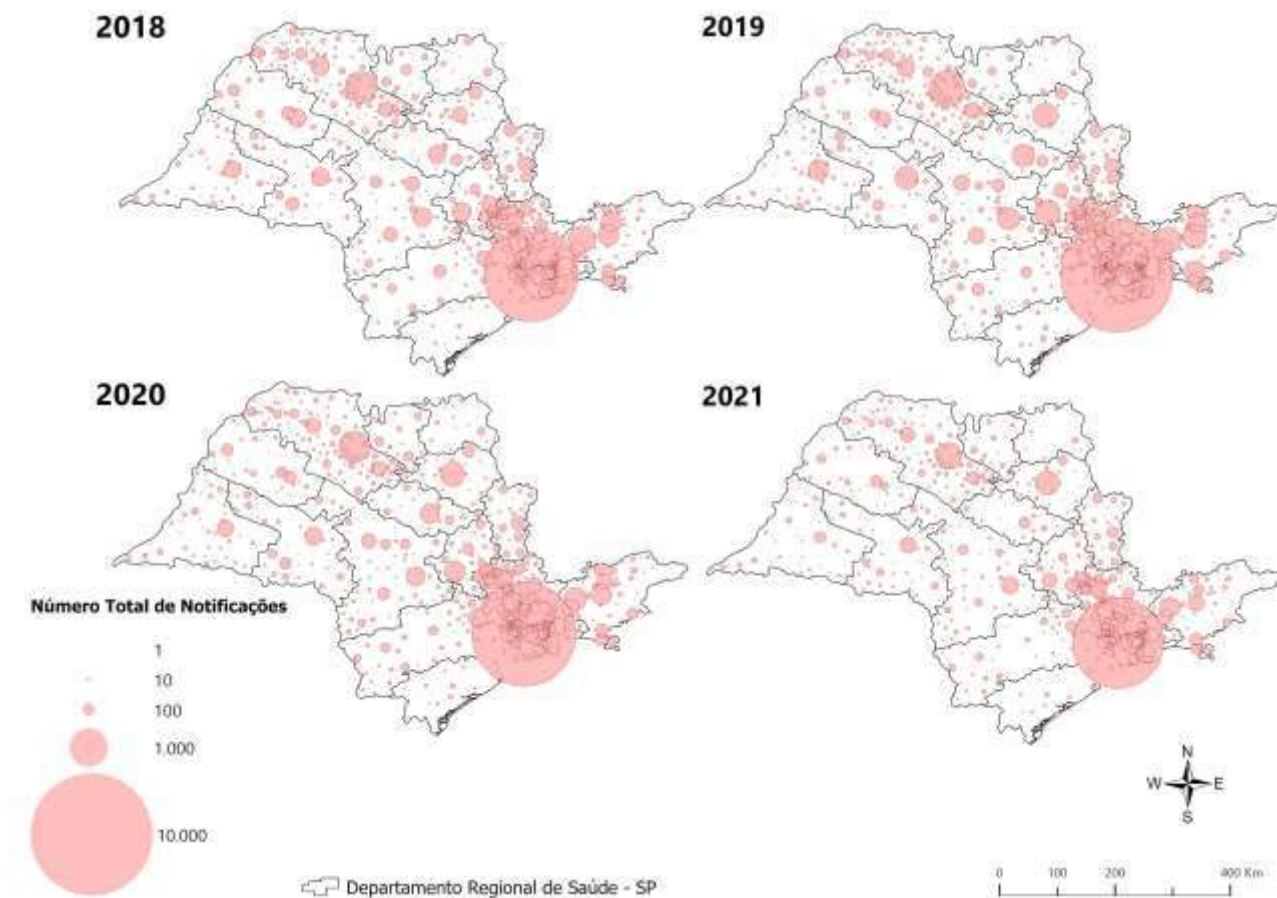 2018
2019
2020
2021
Número Total de Notificações
1
10
100
1.000
10.000
N
W E
S
Departamento Regional de Saúde - SP
0 100 200 400 Km